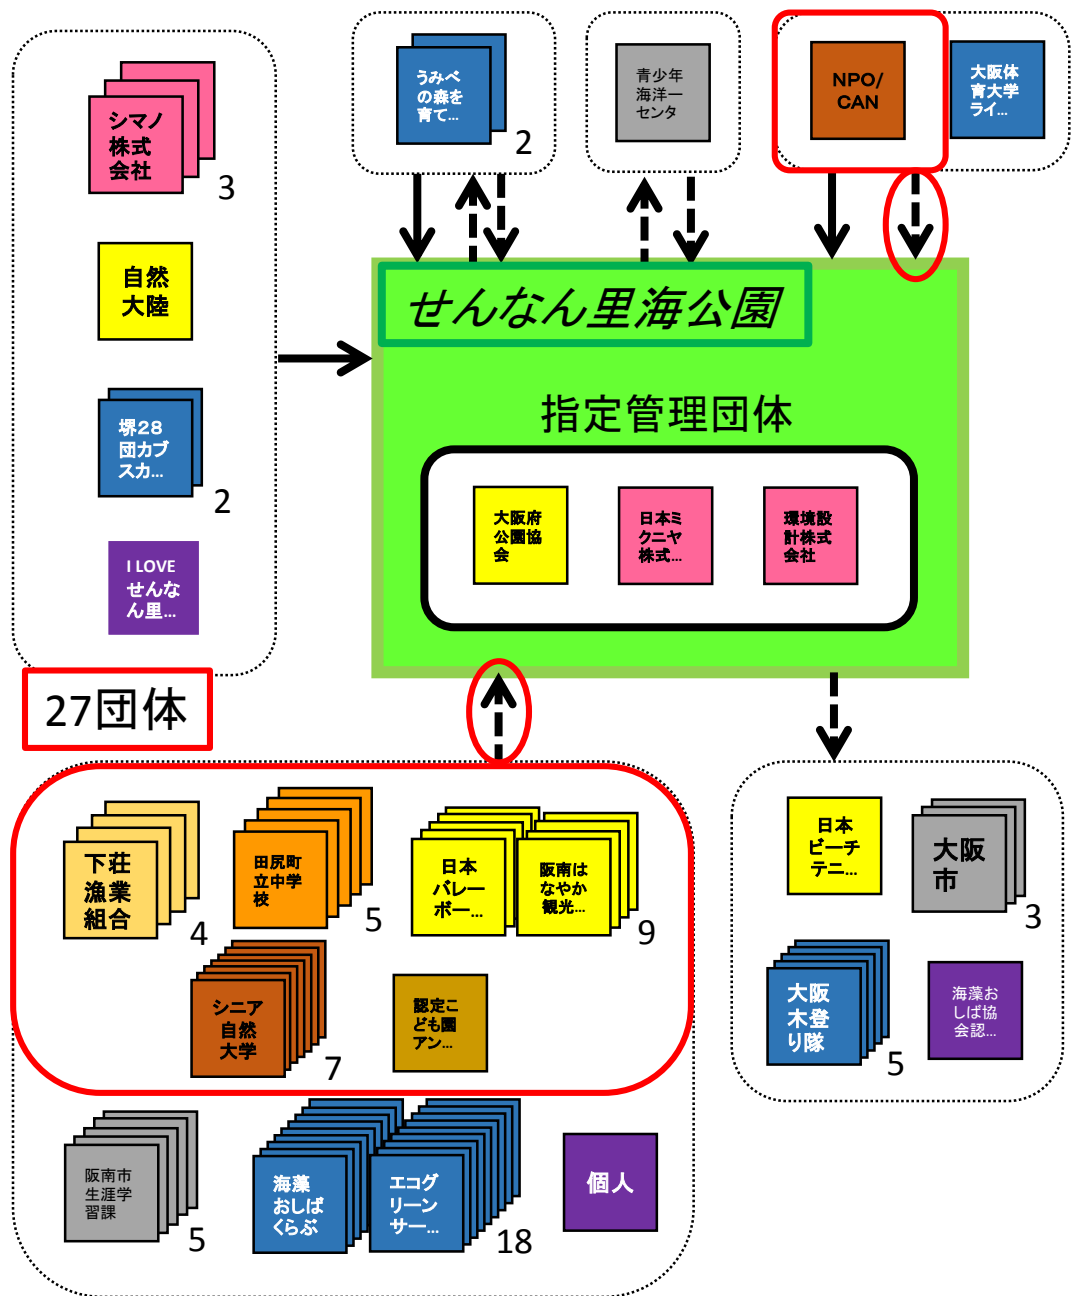 シマノ
株式
会社
3
自然
大陸
堺28
団カブ
スカ...
2
I LOVE
せんな
ん里...
27団体
うみべ
の森を
育て...
2
青少年
海洋ー
センタ
NPO/
CAN
大阪体
育大学
ライ...
せんなん里海公園
指定管理団体
大阪府
公園協
会
日本ミ
クニヤ
株式...
環境設
計株式
会社
下荘
漁業
組合
4
田尻町
立中学
校
5
日本
バレー
ボー...
阪南は
なやか
観光...
9
シニア
自然
大学
7
認定こ
ども園
アン...
阪南市
生涯学
習課
5
海藻
おしば
くらぶ
エコグ
リーン
サー...
18
個人
日本
ビーチ
テニ...
大阪
市
3
大阪
木登
り隊
5
海藻お
しば協
会認...